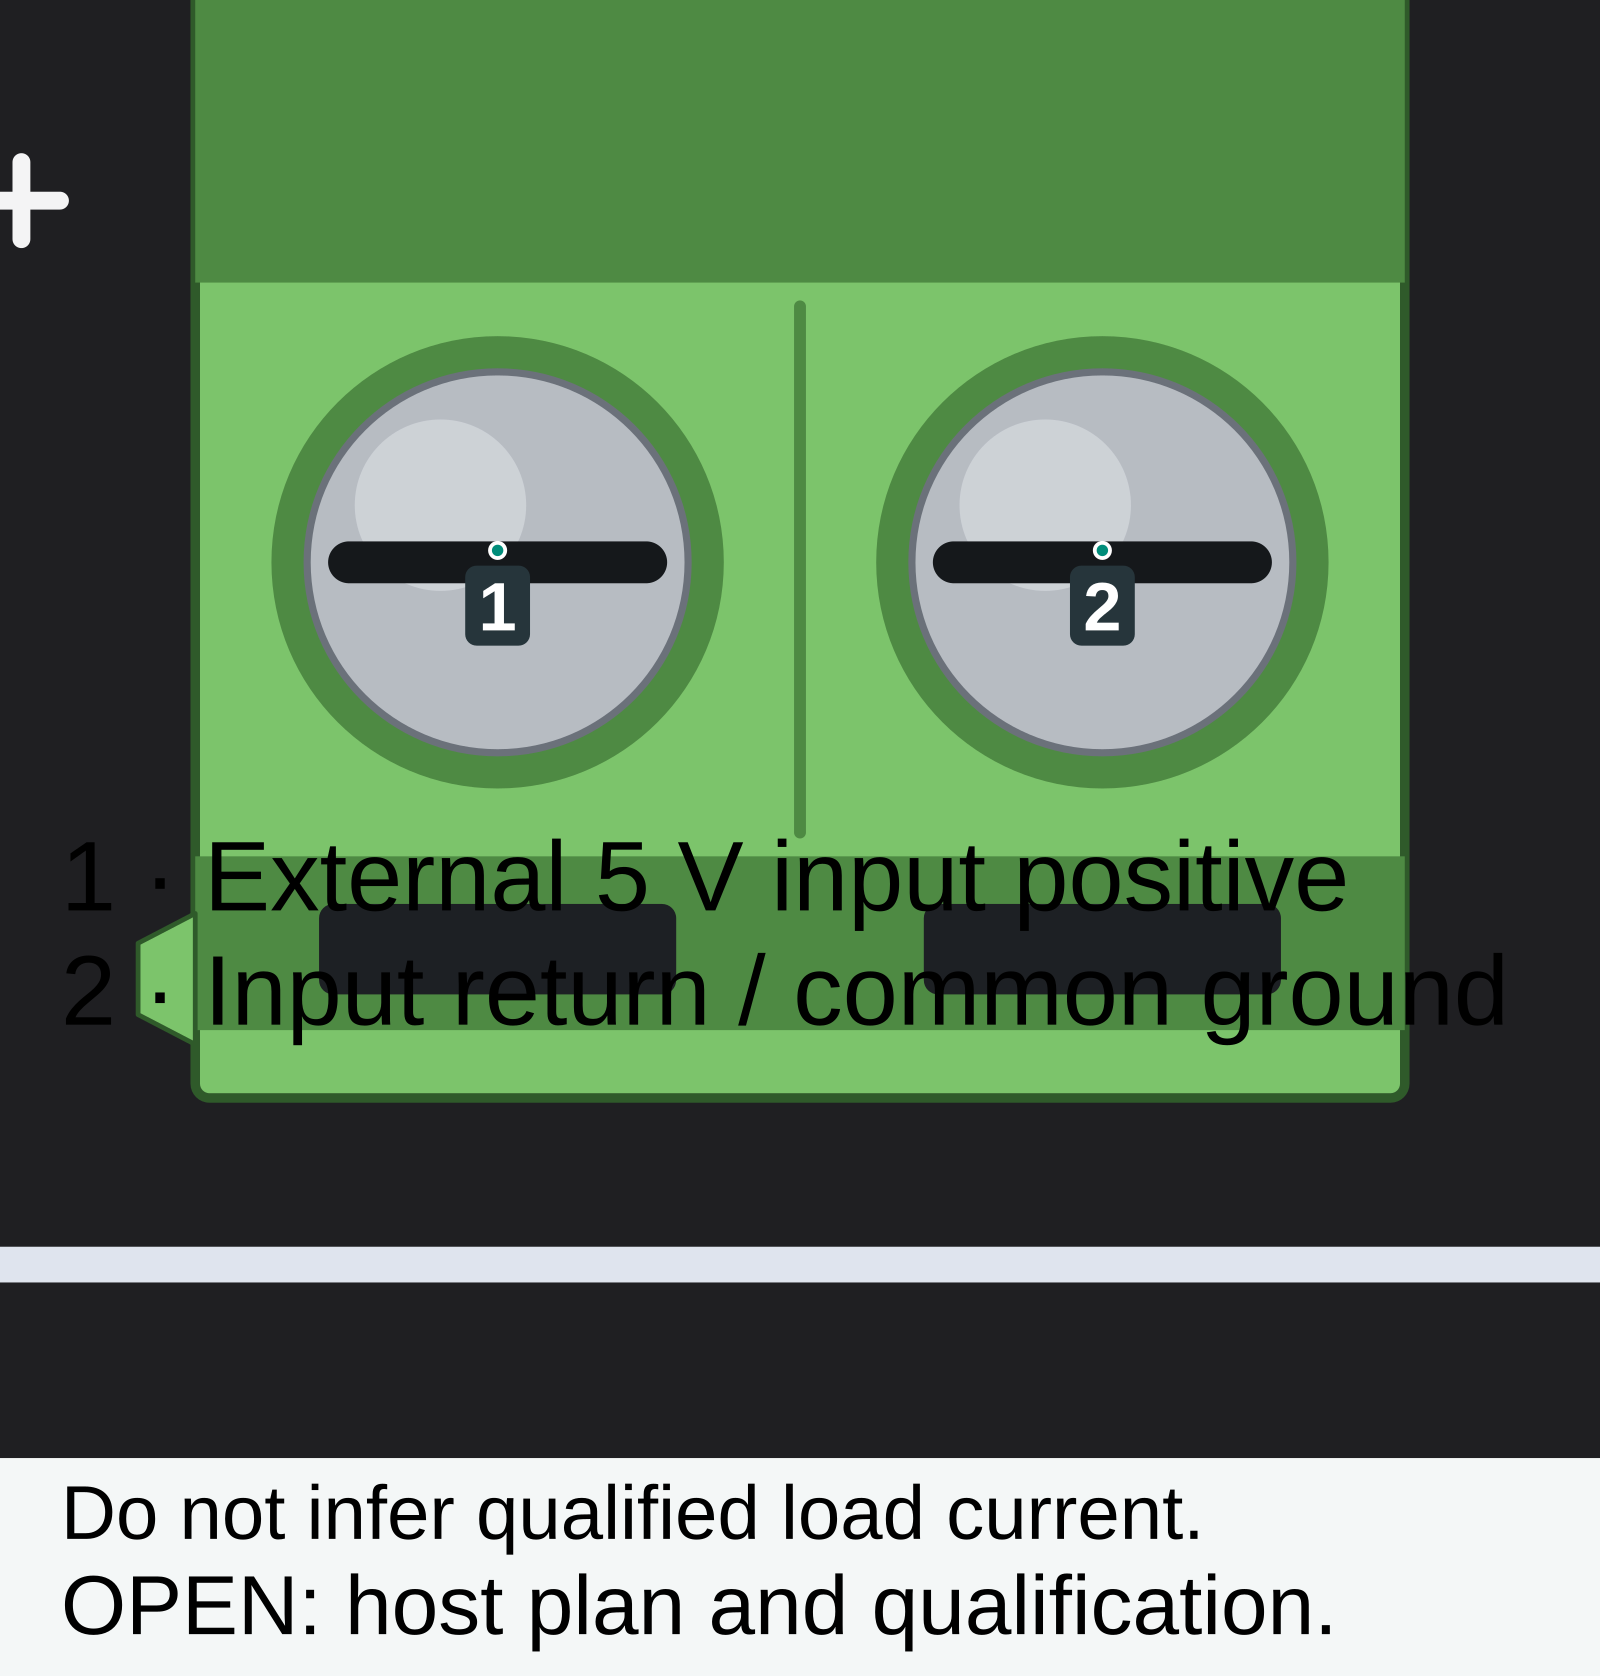 +
1 2
1 · External 5 V input positive
2 · Input return / common ground
Do not infer qualified load current.
OPEN: host plan and qualification.